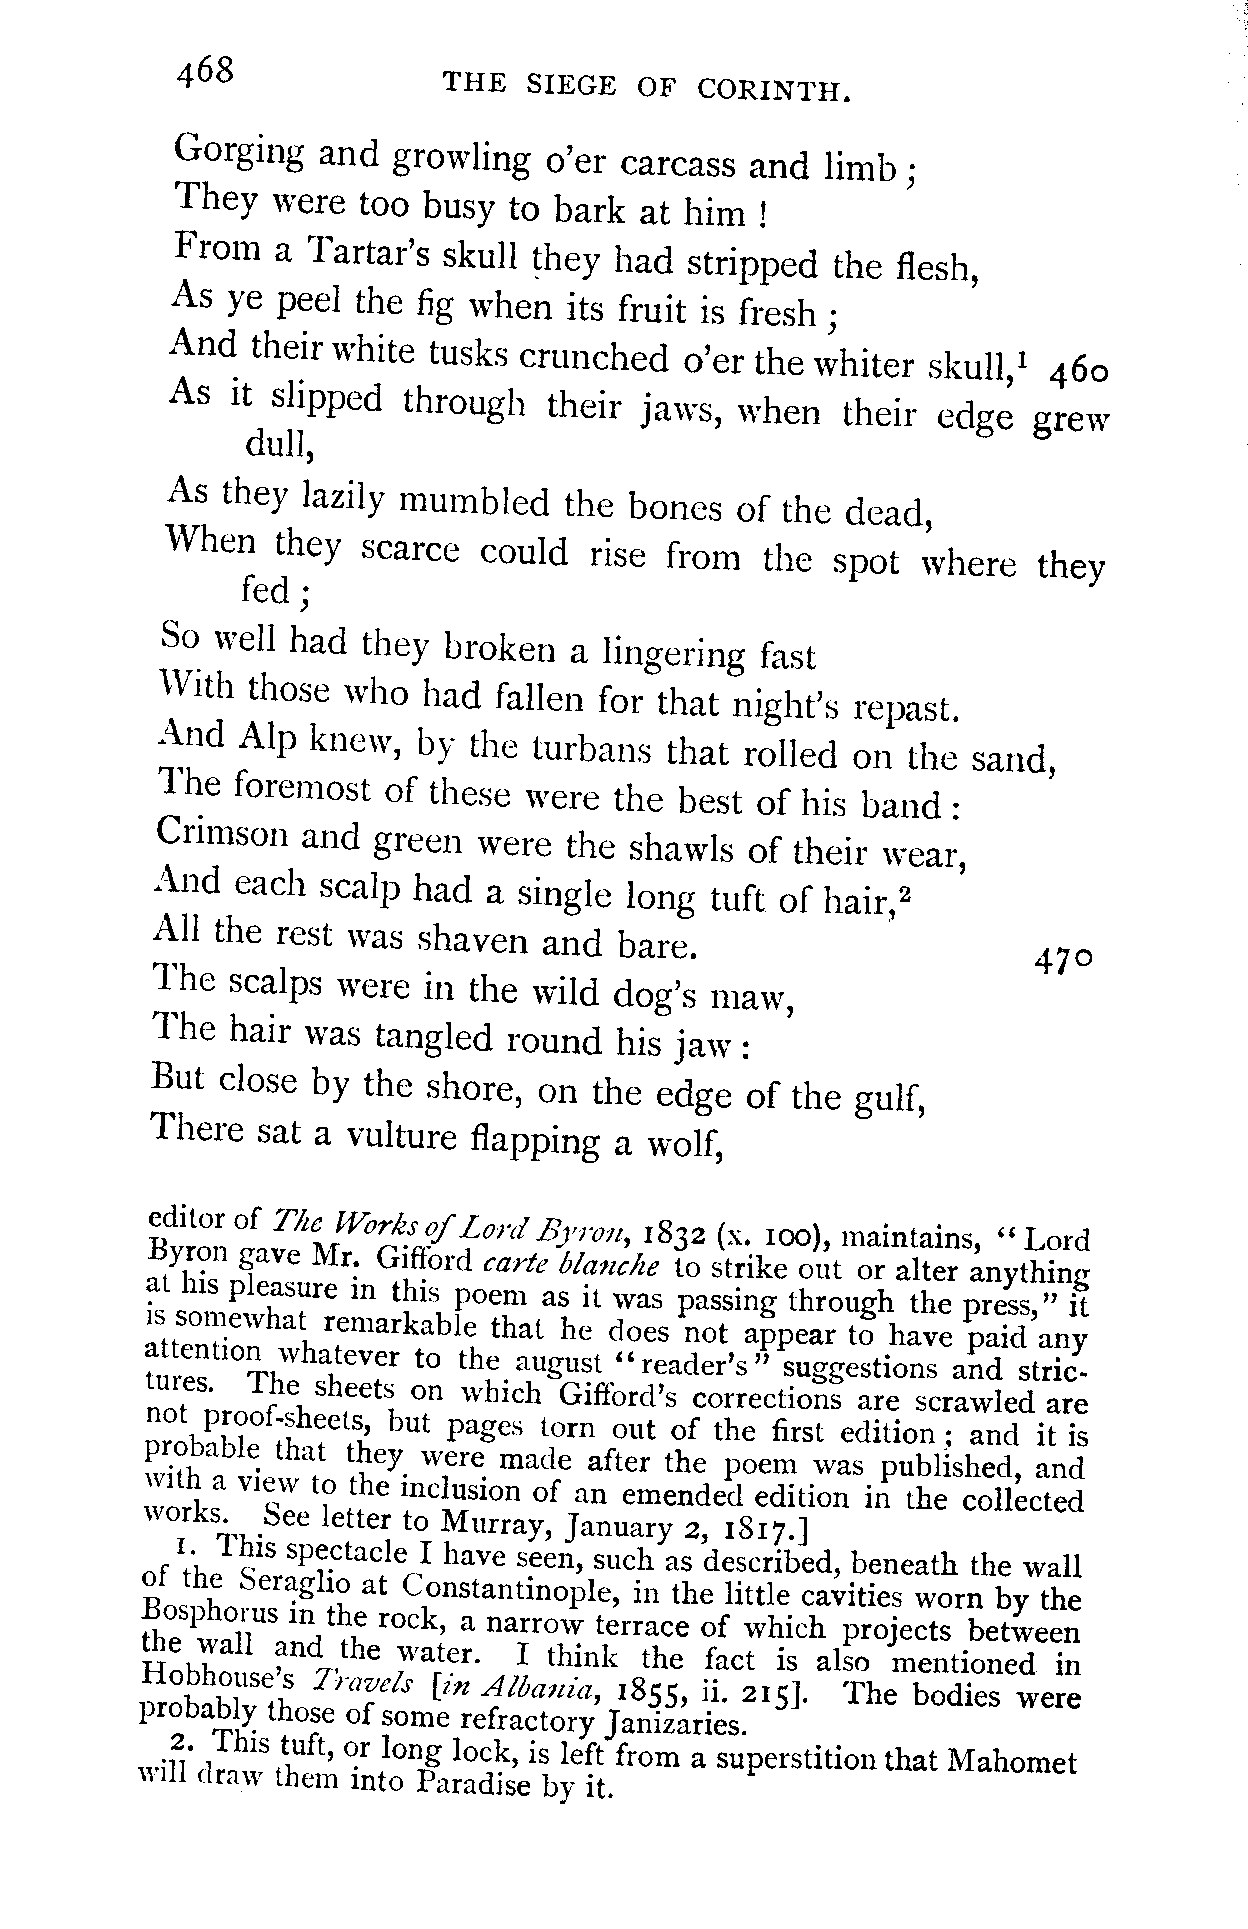 468
THE SIEGE OF CORINTH.
Gorging and growling o'er carcass and limb ;
They were too busy to bark at him !
From a Tartar's skull they had stripped the flesh,
As ye peel the fig when its fruit is fresh ;
And their white tusks crunched o'er the whiter skull,¹ 460
As it slipped through their jaws, when their edge grew
dull,
As they lazily mumbled the bones of the dead,
When they scarce could rise from the spot where they
fed ;
So well had they broken a lingering fast
With those who had fallen for that night's repast.
And Alp knew, by the turbans that rolled on the sand,
The foremost of these were the best of his band :
Crimson and green were the shawls of their wear,
And each scalp had a single long tuft of hair,²
All the rest was shaven and bare. 470
The scalps were in the wild dog's maw,
The hair was tangled round his jaw :
But close by the shore, on the edge of the gulf,
There sat a vulture flapping a wolf,
editor of The Works of Lord Byron, 1832 (x. 100), maintains, "Lord
Byron gave Mr. Gifford carte blanche to strike out or alter anything
at his pleasure in this poem as it was passing through the press," it
is somewhat remarkable that he does not appear to have paid any
attention whatever to the august "reader's" suggestions and stric-
tures. The sheets on which Gifford's corrections are scrawled are
not proof-sheets, but pages torn out of the first edition ; and it is
probable that they were made after the poem was published, and
with a view to the inclusion of an emended edition in the collected
works. See letter to Murray, January 2, 1817.]
1. This spectacle I have seen, such as described, beneath the wall
of the Seraglio at Constantinople, in the little cavities worn by the
Bosphorus in the rock, a narrow terrace of which projects between
the wall and the water. I think the fact is also mentioned in
Hobhouse's Travels [in Albania, 1855, ii. 215]. The bodies were
probably those of some refractory Janizaries.
2. This tuft, or long lock, is left from a superstition that Mahomet
will draw them into Paradise by it.